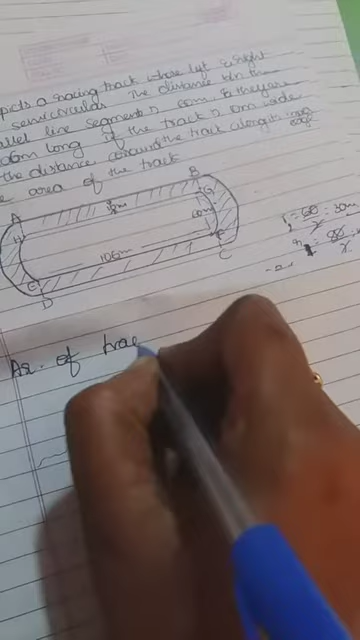 picts a racing track whose left & right
semicircular. The distance b/n the
parallel line segments is 60m & they are
106m long. if the track is 10m wide
the distance around the track along its
edge
area of the track
A
B
H
G
60m
106m
E
D
C
Ar. of trac